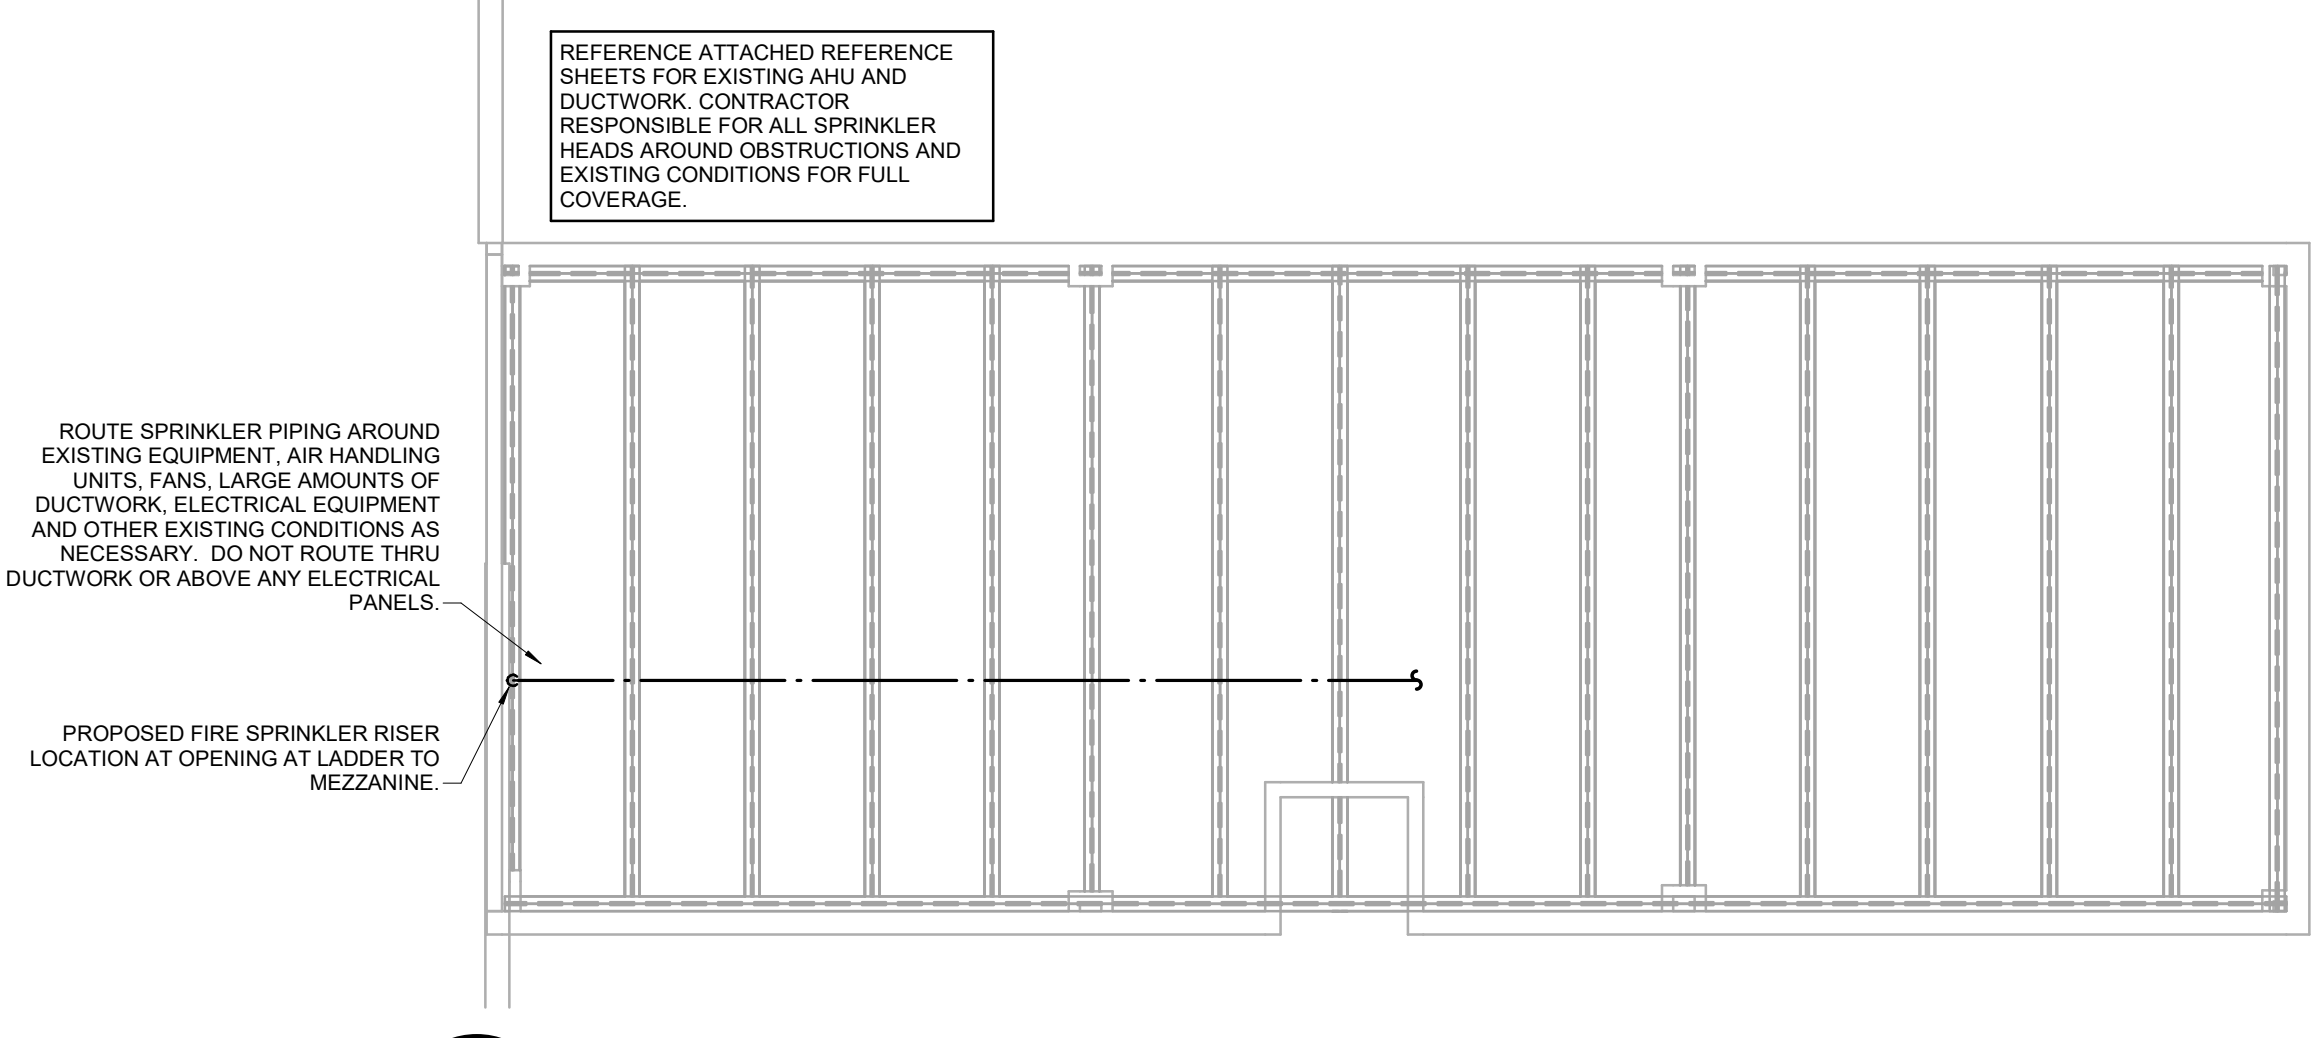 REFERENCE ATTACHED REFERENCE
SHEETS FOR EXISTING AHU AND
DUCTWORK. CONTRACTOR
RESPONSIBLE FOR ALL SPRINKLER
HEADS AROUND OBSTRUCTIONS AND
EXISTING CONDITIONS FOR FULL
COVERAGE.
ROUTE SPRINKLER PIPING AROUND
EXISTING EQUIPMENT, AIR HANDLING
UNITS, FANS, LARGE AMOUNTS OF
DUCTWORK, ELECTRICAL EQUIPMENT
AND OTHER EXISTING CONDITIONS AS
NECESSARY.  DO NOT ROUTE THRU
DUCTWORK OR ABOVE ANY ELECTRICAL
PANELS.
PROPOSED FIRE SPRINKLER RISER
LOCATION AT OPENING AT LADDER TO
MEZZANINE.